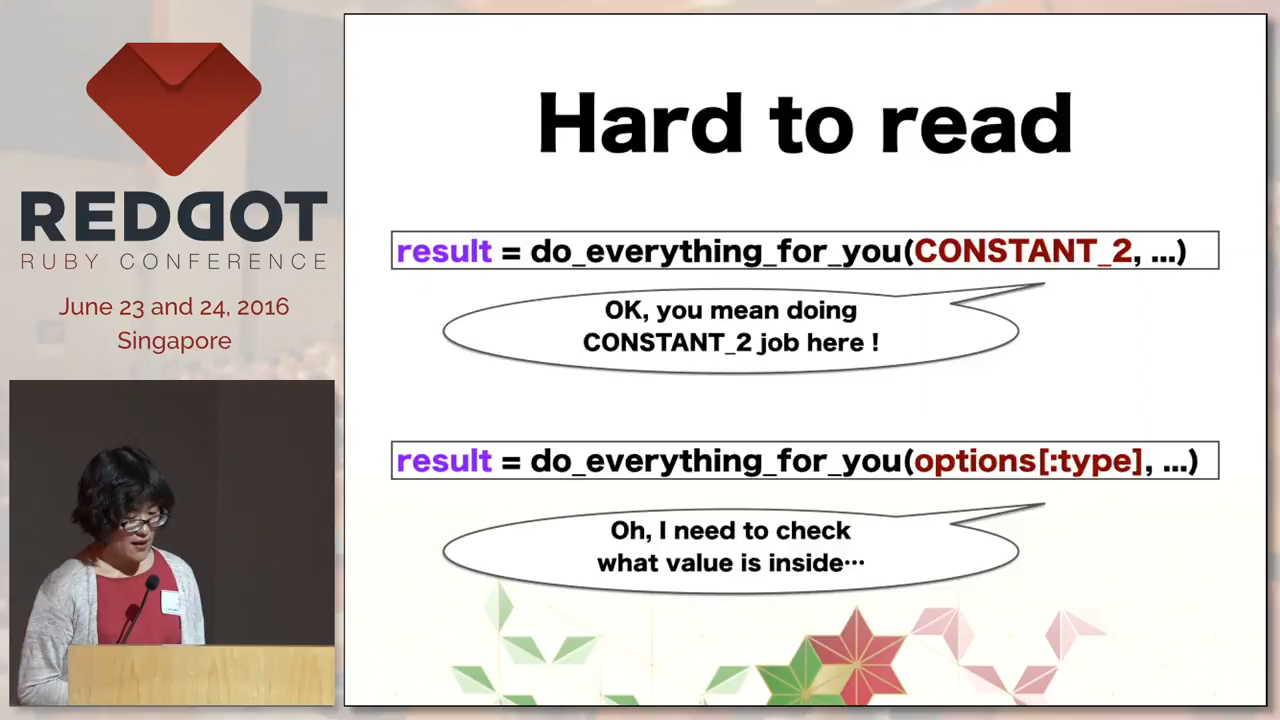 REDDOT
RUBY CONFERENCE
June 23 and 24, 2016
Singapore
Hard to read
result = do_everything_for_you(CONSTANT_2, ...)
OK, you mean doing
CONSTANT_2 job here !
result = do_everything_for_you(options[:type], ...)
Oh, I need to check
what value is inside…